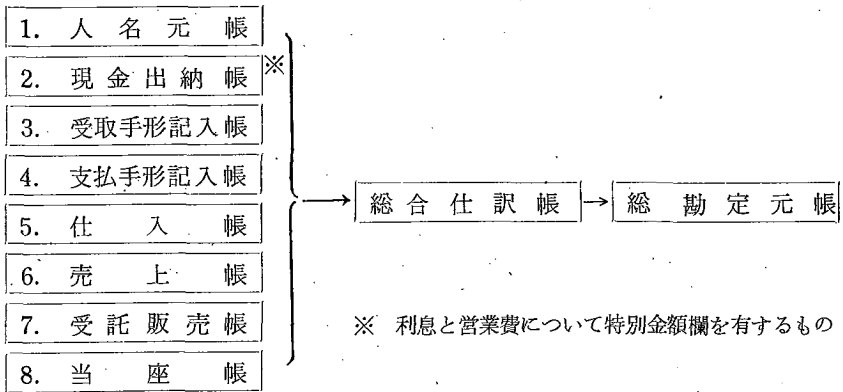 1. 人名元帳
2. 現金出納帳 ※
3. 受取手形記入帳
4. 支払手形記入帳
5. 仕入帳
6. 売上帳
7. 受託販売帳
8. 当座帳
→ 総合仕訳帳 → 総勘定元帳
※ 利息と営業費について特別金額欄を有するもの